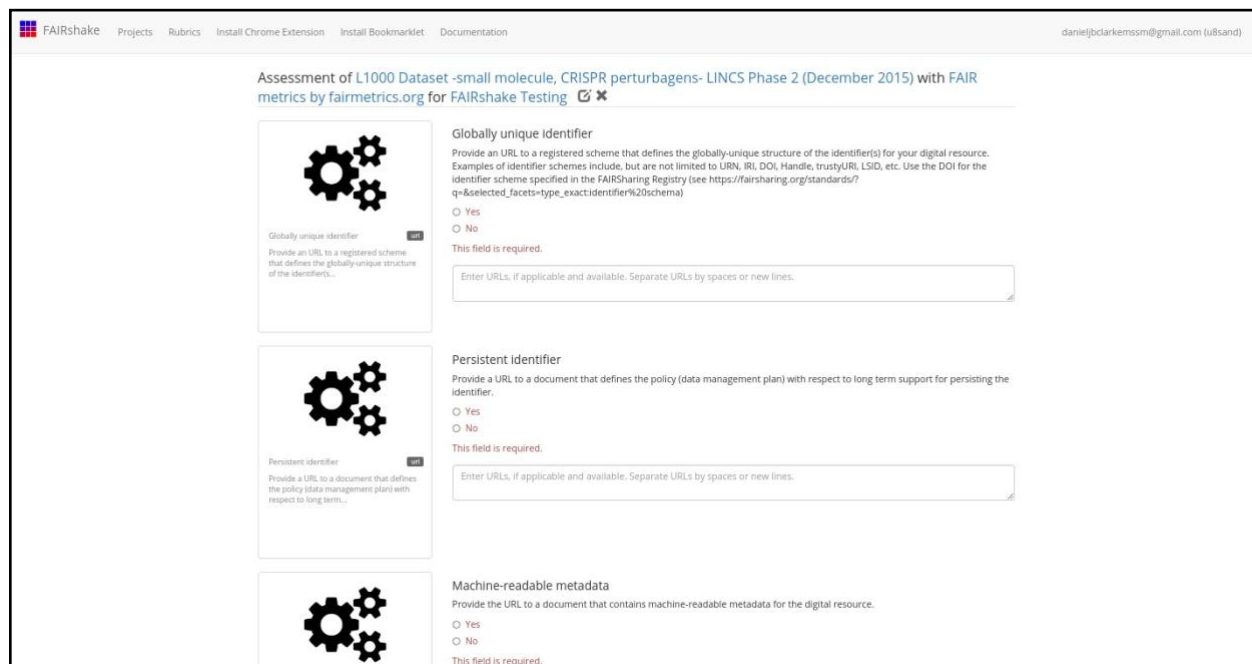 FAIRshake Projects Rubrics Install Chrome Extension Install Bookmarklet Documentation danieljbclarkemssm@gmail.com (u8sand)
Assessment of L1000 Dataset -small molecule, CRISPR perturbagens- LINCS Phase 2 (December 2015) with FAIR
metrics by fairmetrics.org for FAIRshake Testing
Globally unique identifier
Provide an URL to a registered scheme that defines the globally-unique structure of the identifier(s) for your digital resource.
Examples of identifier schemes include, but are not limited to URN, IRI, DOI, Handle, trustyURI, LSID, etc. Use the DOI for the
identifier scheme specified in the FAIRSharing Registry (see https://fairsharing.org/standards/?
q=&selected_facets=type_exact:identifier%20schema)
Yes
No
This field is required.
Enter URLs, if applicable and available. Separate URLs by spaces or new lines.
Globally unique identifier url
Provide an URL to a registered scheme
that defines the globally-unique structure
of the identifier(s...
Persistent identifier
Provide a URL to a document that defines the policy (data management plan) with respect to long term support for persisting the
identifier.
Yes
No
This field is required.
Enter URLs, if applicable and available. Separate URLs by spaces or new lines.
Persistent identifier url
Provide a URL to a document that defines
the policy (data management plan) with
respect to long term...
Machine-readable metadata
Provide the URL to a document that contains machine-readable metadata for the digital resource.
Yes
No
This field is required.